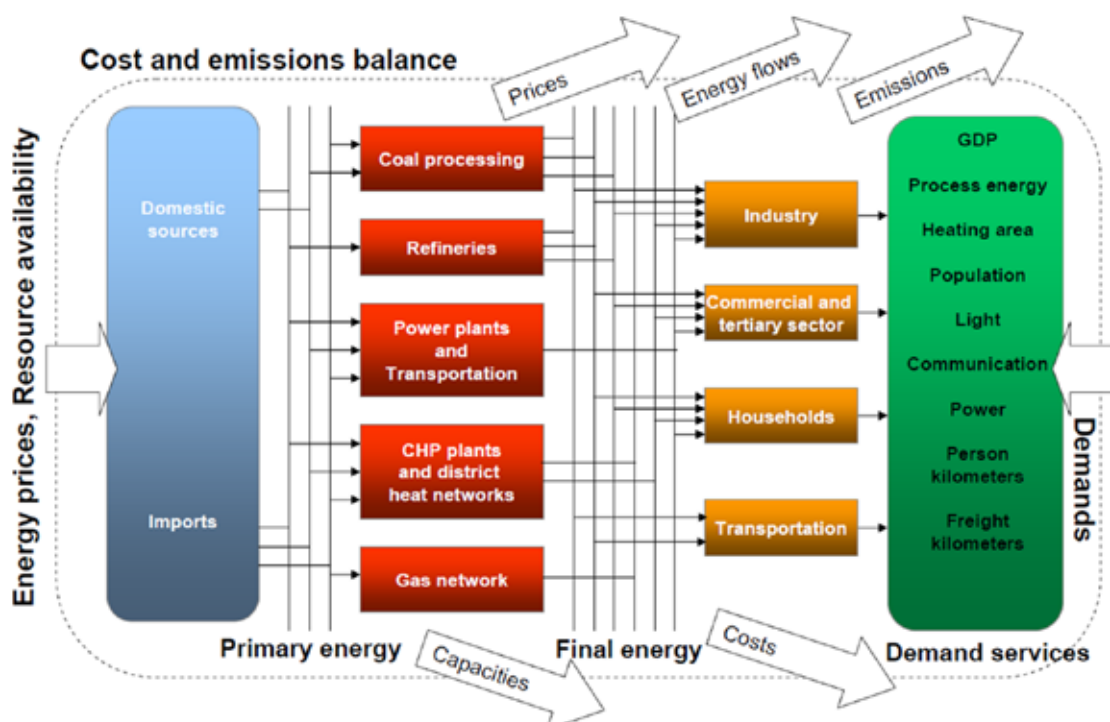 Cost and emissions balance
Prices
Energy flows
Emissions
Energy prices, Resource availability
Domestic
sources
Imports
Primary energy
Coal processing
Refineries
Power plants
and
Transportation
CHP plants
and district
heat networks
Gas network
Capacities
Final energy
Industry
Commercial and
tertiary sector
Households
Transportation
Costs
GDP
Process energy
Heating area
Population
Light
Communication
Power
Person
kilometers
Freight
kilometers
Demand services
Demands